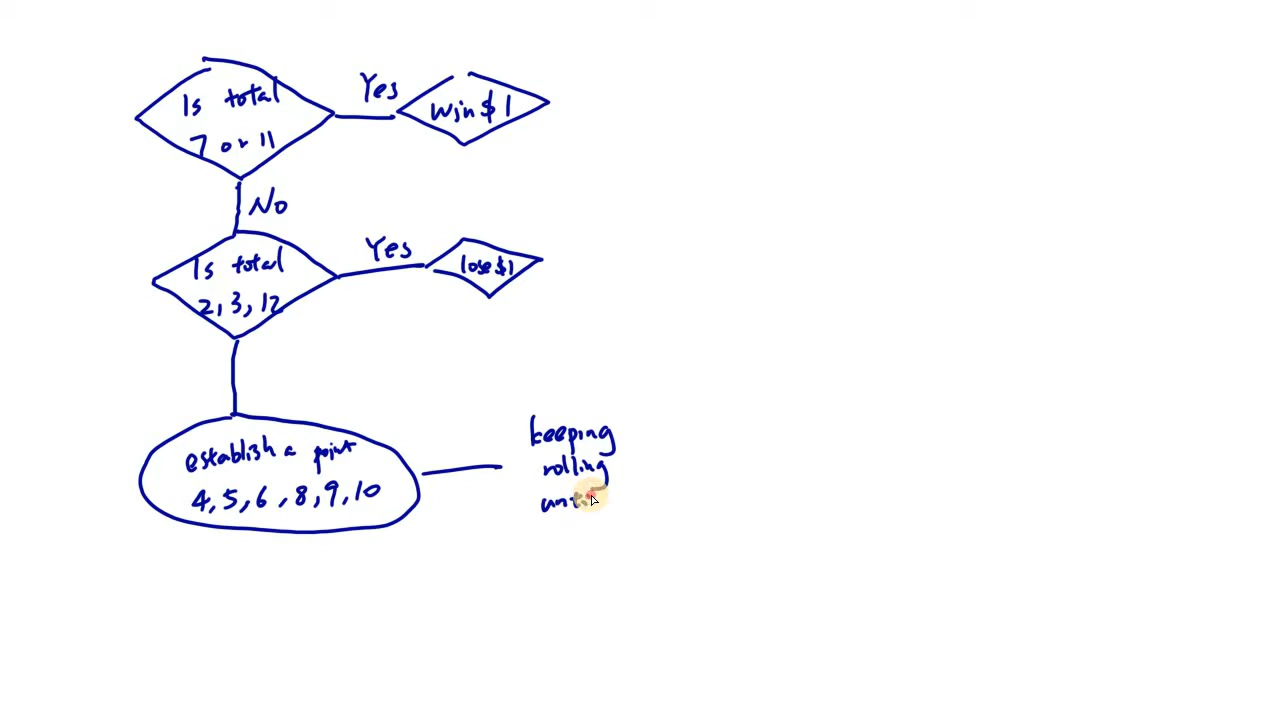 Is total
7 or 11
Yes
win $1
No
Is total
2, 3, 12
Yes
lose $1
establish a point
4, 5, 6, 8, 9, 10
keeping
rolling